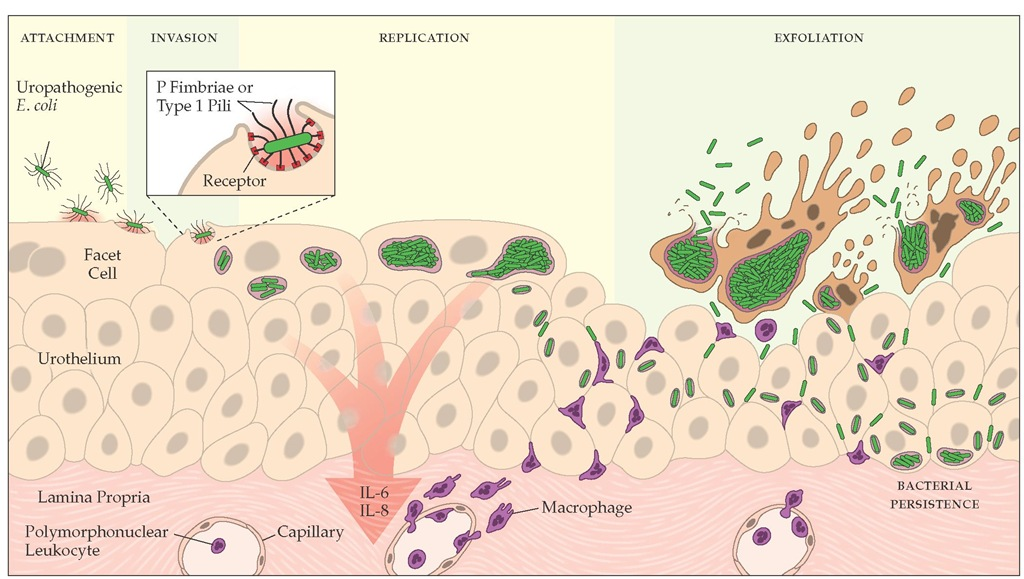 ATTACHMENT
INVASION
REPLICATION
EXFOLIATION
Uropathogenic
E. coli
P Fimbriae or
Type 1 Pili
Receptor
Facet
Cell
Urothelium
Lamina Propria
IL-6
IL-8
Polymorphonuclear
Leukocyte
Capillary
Macrophage
BACTERIAL
PERSISTENCE